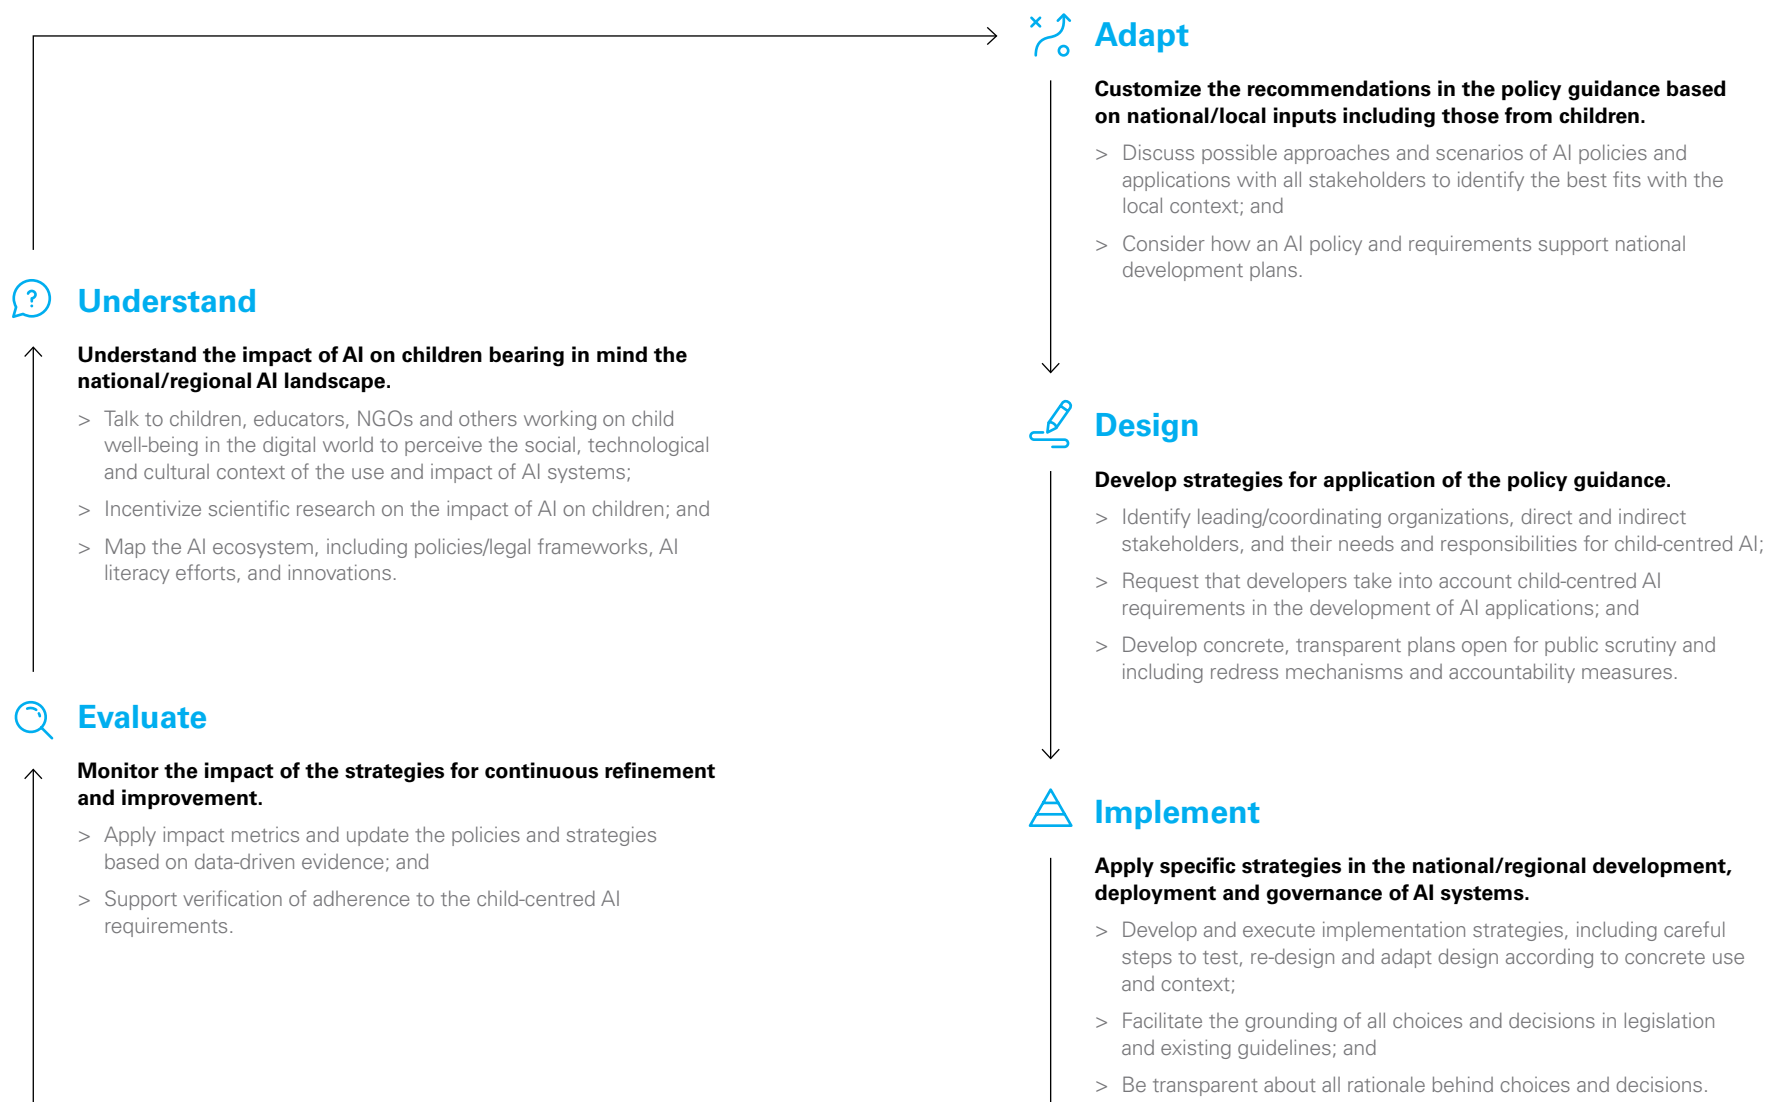 Adapt
Customize the recommendations in the policy guidance based
on national/local inputs including those from children.
> Discuss possible approaches and scenarios of AI policies and
applications with all stakeholders to identify the best fits with the
local context; and
> Consider how an AI policy and requirements support national
development plans.
?
Understand
Understand the impact of AI on children bearing in mind the
national/regional AI landscape.
> Talk to children, educators, NGOs and others working on child
well-being in the digital world to perceive the social, technological
and cultural context of the use and impact of AI systems;
> Incentivize scientific research on the impact of AI on children; and
> Map the AI ecosystem, including policies/legal frameworks, AI
literacy efforts, and innovations.
Design
Develop strategies for application of the policy guidance.
> Identify leading/coordinating organizations, direct and indirect
stakeholders, and their needs and responsibilities for child-centred AI;
> Request that developers take into account child-centred AI
requirements in the development of AI applications; and
> Develop concrete, transparent plans open for public scrutiny and
including redress mechanisms and accountability measures.
Evaluate
Monitor the impact of the strategies for continuous refinement
and improvement.
> Apply impact metrics and update the policies and strategies
based on data-driven evidence; and
> Support verification of adherence to the child-centred AI
requirements.
Implement
Apply specific strategies in the national/regional development,
deployment and governance of AI systems.
> Develop and execute implementation strategies, including careful
steps to test, re-design and adapt design according to concrete use
and context;
> Facilitate the grounding of all choices and decisions in legislation
and existing guidelines; and
> Be transparent about all rationale behind choices and decisions.